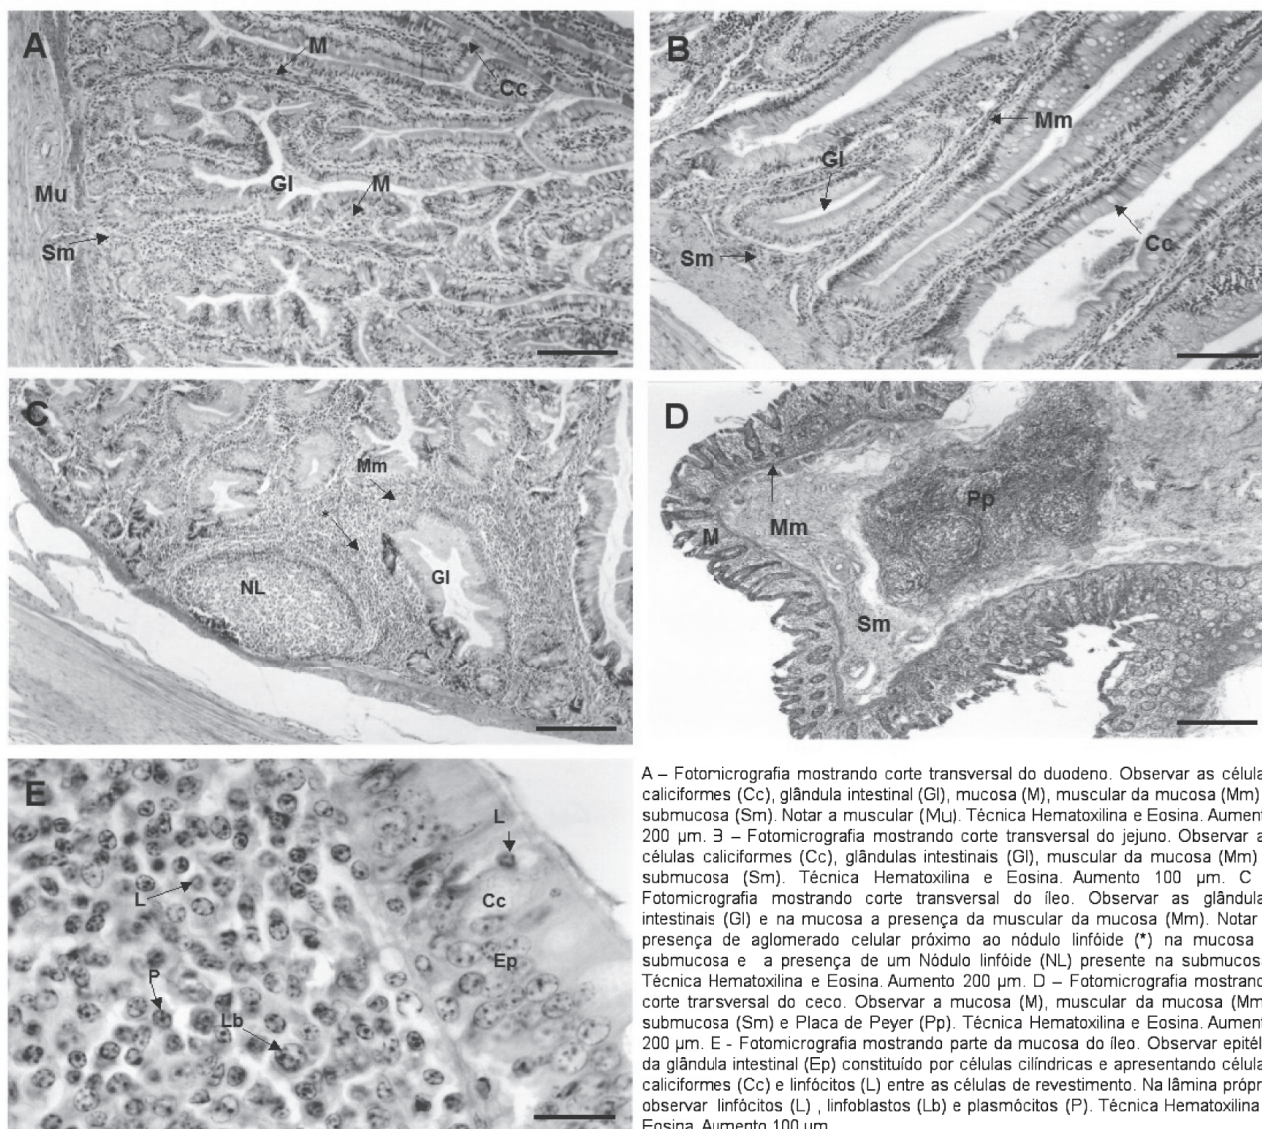 A
M
Cc
Mu
Gl
M
Sm
B
Mm
Gl
Sm
Cc
C
Mm
*
NL
Gl
D
Pp
Mm
M
Sm
E
L
L
Cc
Ep
P
Lb
A – Fotomicrografia mostrando corte transversal do duodeno. Observar as célula
caliciformes (Cc), glândula intestinal (Gl), mucosa (M), muscular da mucosa (Mm)
submucosa (Sm). Notar a muscular (Mu). Técnica Hematoxilina e Eosina. Aument
200 µm. B – Fotomicrografia mostrando corte transversal do jejuno. Observar a
células caliciformes (Cc), glândulas intestinais (Gl), muscular da mucosa (Mm)
submucosa (Sm). Técnica Hematoxilina e Eosina. Aumento 100 µm. C
Fotomicrografia mostrando corte transversal do íleo. Observar as glândula
intestinais (Gl) e na mucosa a presença da muscular da mucosa (Mm). Notar
presença de aglomerado celular próximo ao nódulo linfóide (*) na mucosa
submucosa e a presença de um Nódulo linfóide (NL) presente na submucos
Técnica Hematoxilina e Eosina. Aumento 200 µm. D – Fotomicrografia mostrand
corte transversal do ceco. Observar a mucosa (M), muscular da mucosa (Mm
submucosa (Sm) e Placa de Peyer (Pp). Técnica Hematoxilina e Eosina. Aument
200 µm. E - Fotomicrografia mostrando parte da mucosa do íleo. Observar epitél
da glândula intestinal (Ep) constituído por células cilíndricas e apresentando célula
caliciformes (Cc) e linfócitos (L) entre as células de revestimento. Na lâmina própr
observar linfócitos (L) , linfoblastos (Lb) e plasmócitos (P). Técnica Hematoxilina
Eosina. Aumento 100 µm